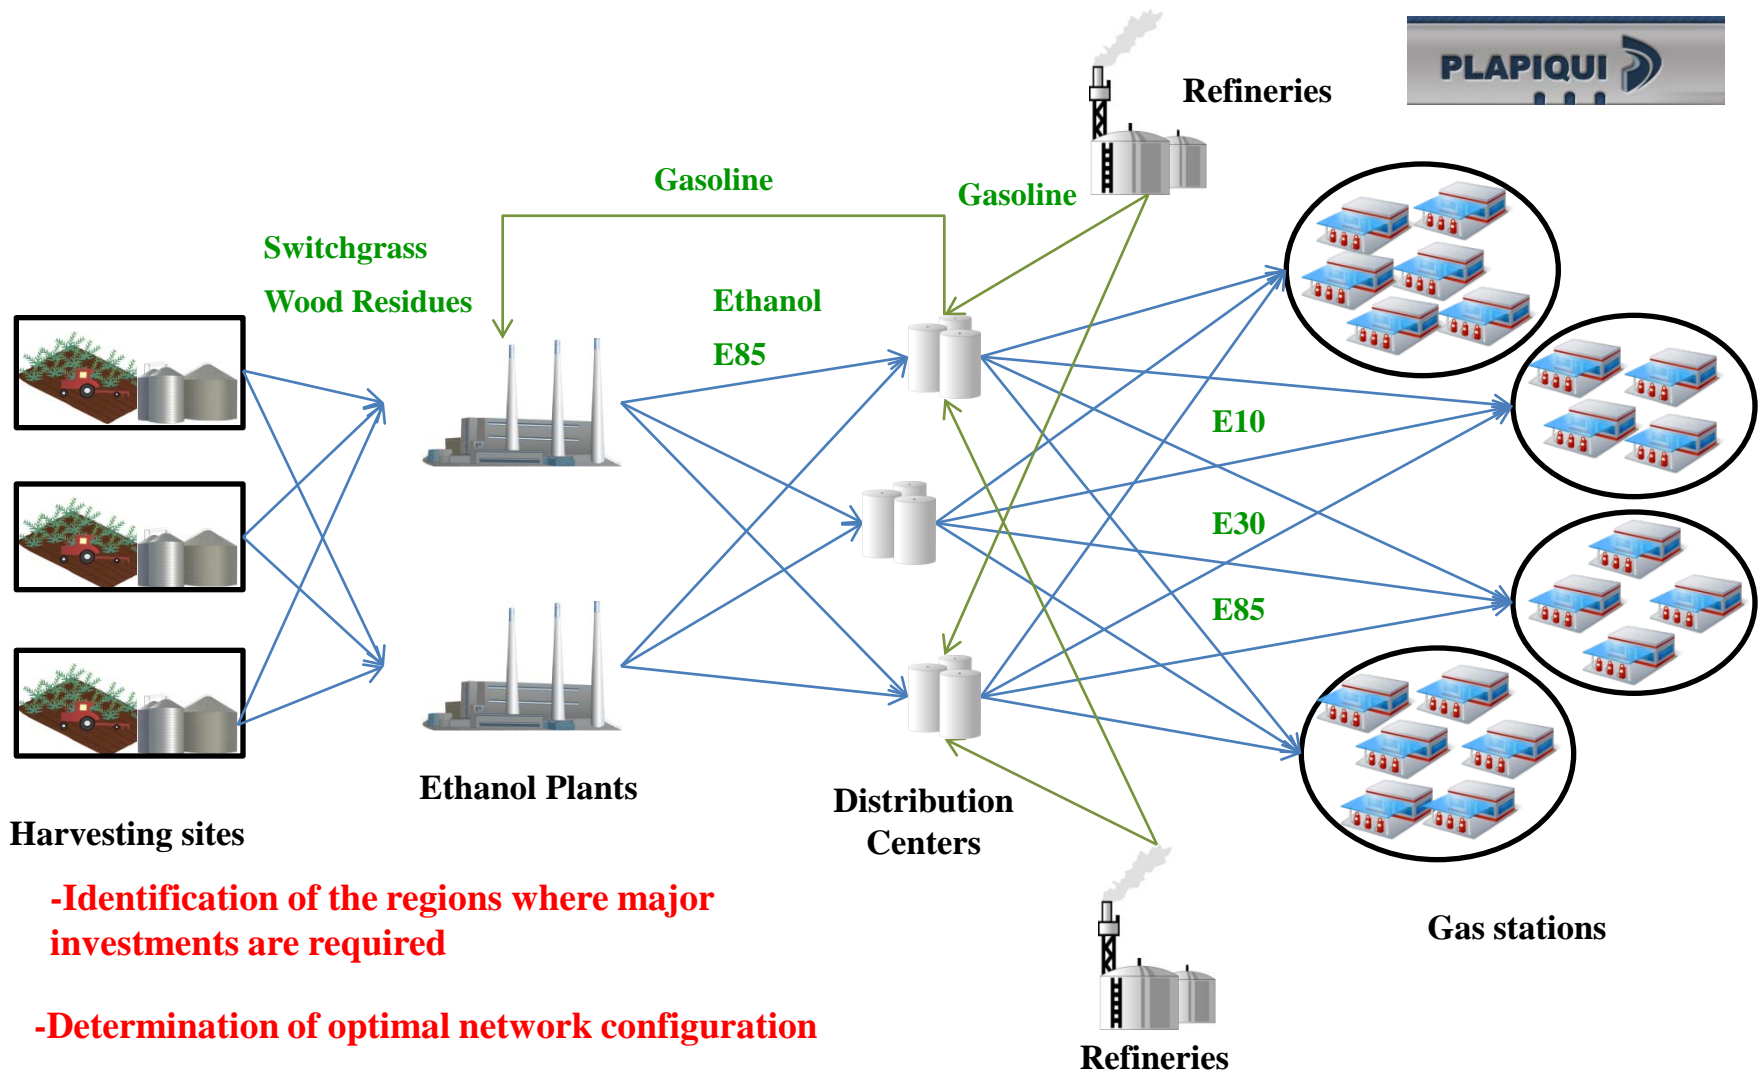 Refineries
PLAPIQUI
Gasoline
Gasoline
Switchgrass
Wood Residues
Ethanol
E85
E10
E30
E85
Ethanol Plants
Distribution
Centers
Harvesting sites
-Identification of the regions where major
investments are required
Gas stations
-Determination of optimal network configuration
Refineries